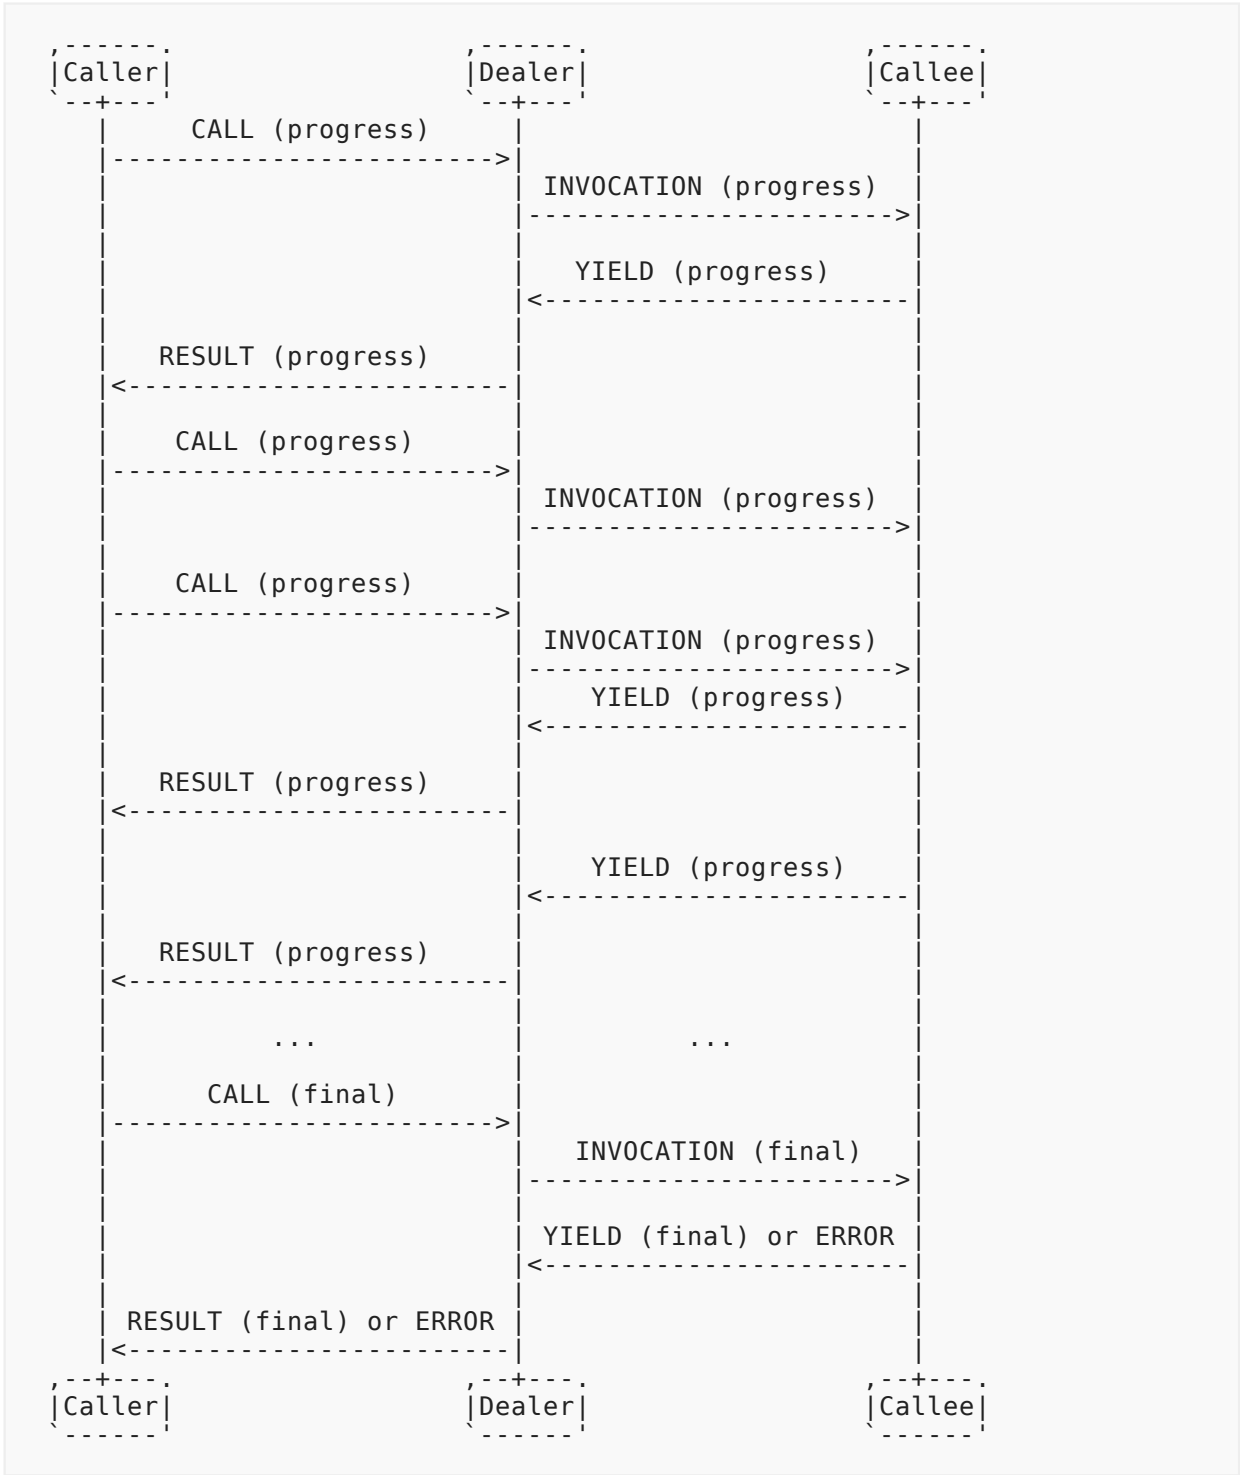 Caller Dealer Callee
CALL (progress)
INVOCATION (progress)
YIELD (progress)
RESULT (progress)
CALL (progress)
INVOCATION (progress)
CALL (progress)
INVOCATION (progress)
YIELD (progress)
RESULT (progress)
YIELD (progress)
RESULT (progress)
... ...
CALL (final)
INVOCATION (final)
YIELD (final) or ERROR
RESULT (final) or ERROR
Caller Dealer Callee